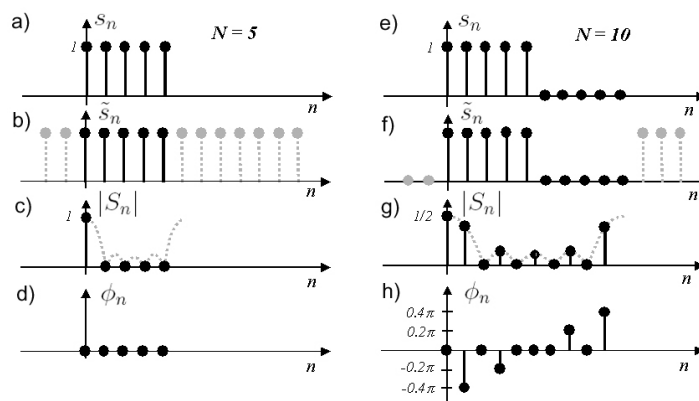 a)
s_n
N = 5
1
n
b)
s̃_n
n
c)
|S_n|
1
n
d)
ϕ_n
n
e)
s_n
N = 10
1
n
f)
s̃_n
n
g)
|S_n|
1/2
n
h)
ϕ_n
0.4π
0.2π
-0.2π
-0.4π
n